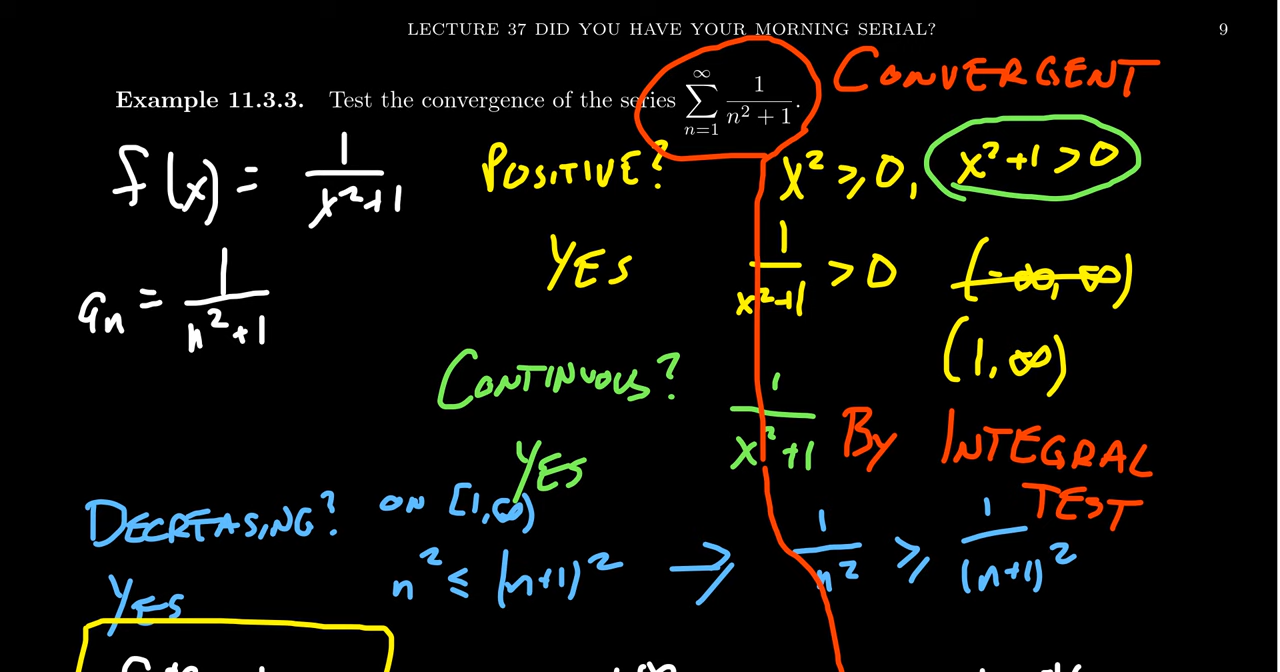 LECTURE 37 DID YOU HAVE YOUR MORNING SERIAL? 9
CONVERGENT
Example 11.3.3. Test the convergence of the series ∑_{n=1}^{∞} 1/(n² + 1).
f(x) = 1/(x²+1)
POSITIVE? x² ≥ 0, x²+1 > 0
YES 1/(x²+1) > 0 (-∞, ∞)
a_n = 1/(n²+1)
(1, ∞)
CONTINUOUS? 1/(x²+1)
YES
BY INTEGRAL TEST
DECREASING? ON [1,∞)
n² ≤ (n+1)² → 1/n² ≥ 1/(n+1)²
YES